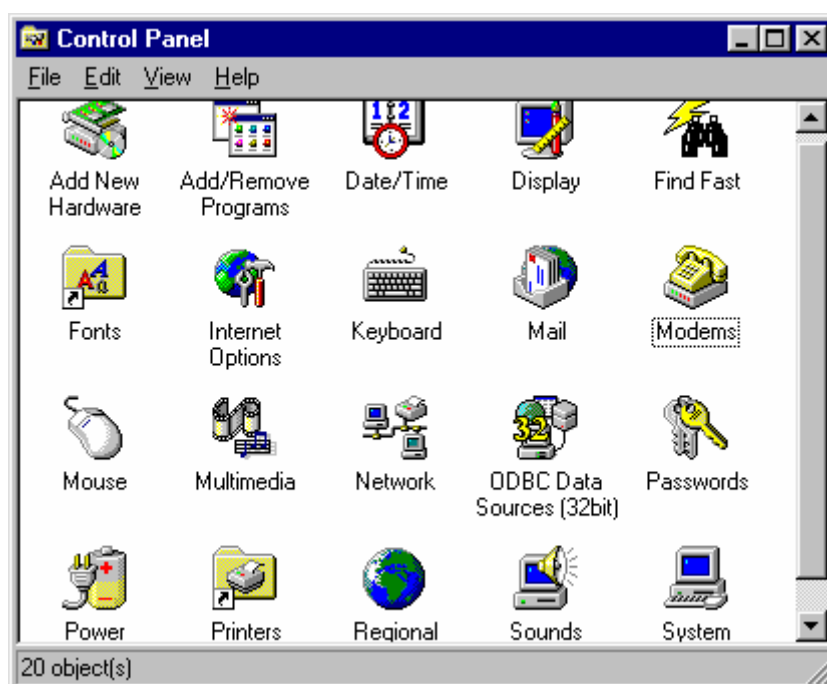 Control Panel
File Edit View Help
Add New Hardware
Add/Remove Programs
Date/Time
Display
Find Fast
Fonts
Internet Options
Keyboard
Mail
Modems
Mouse
Multimedia
Network
ODBC Data Sources (32bit)
Passwords
Power
Printers
Regional
Sounds
System
20 object(s)